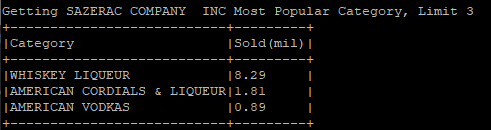 Getting SAZERAC COMPANY  INC Most Popular Category, Limit 3
+---------------------------+---------+
|Category                   |Sold(mil)|
+---------------------------+---------+
|WHISKEY LIQUEUR            |8.29     |
|AMERICAN CORDIALS & LIQUEUR|1.81     |
|AMERICAN VODKAS            |0.89     |
+---------------------------+---------+